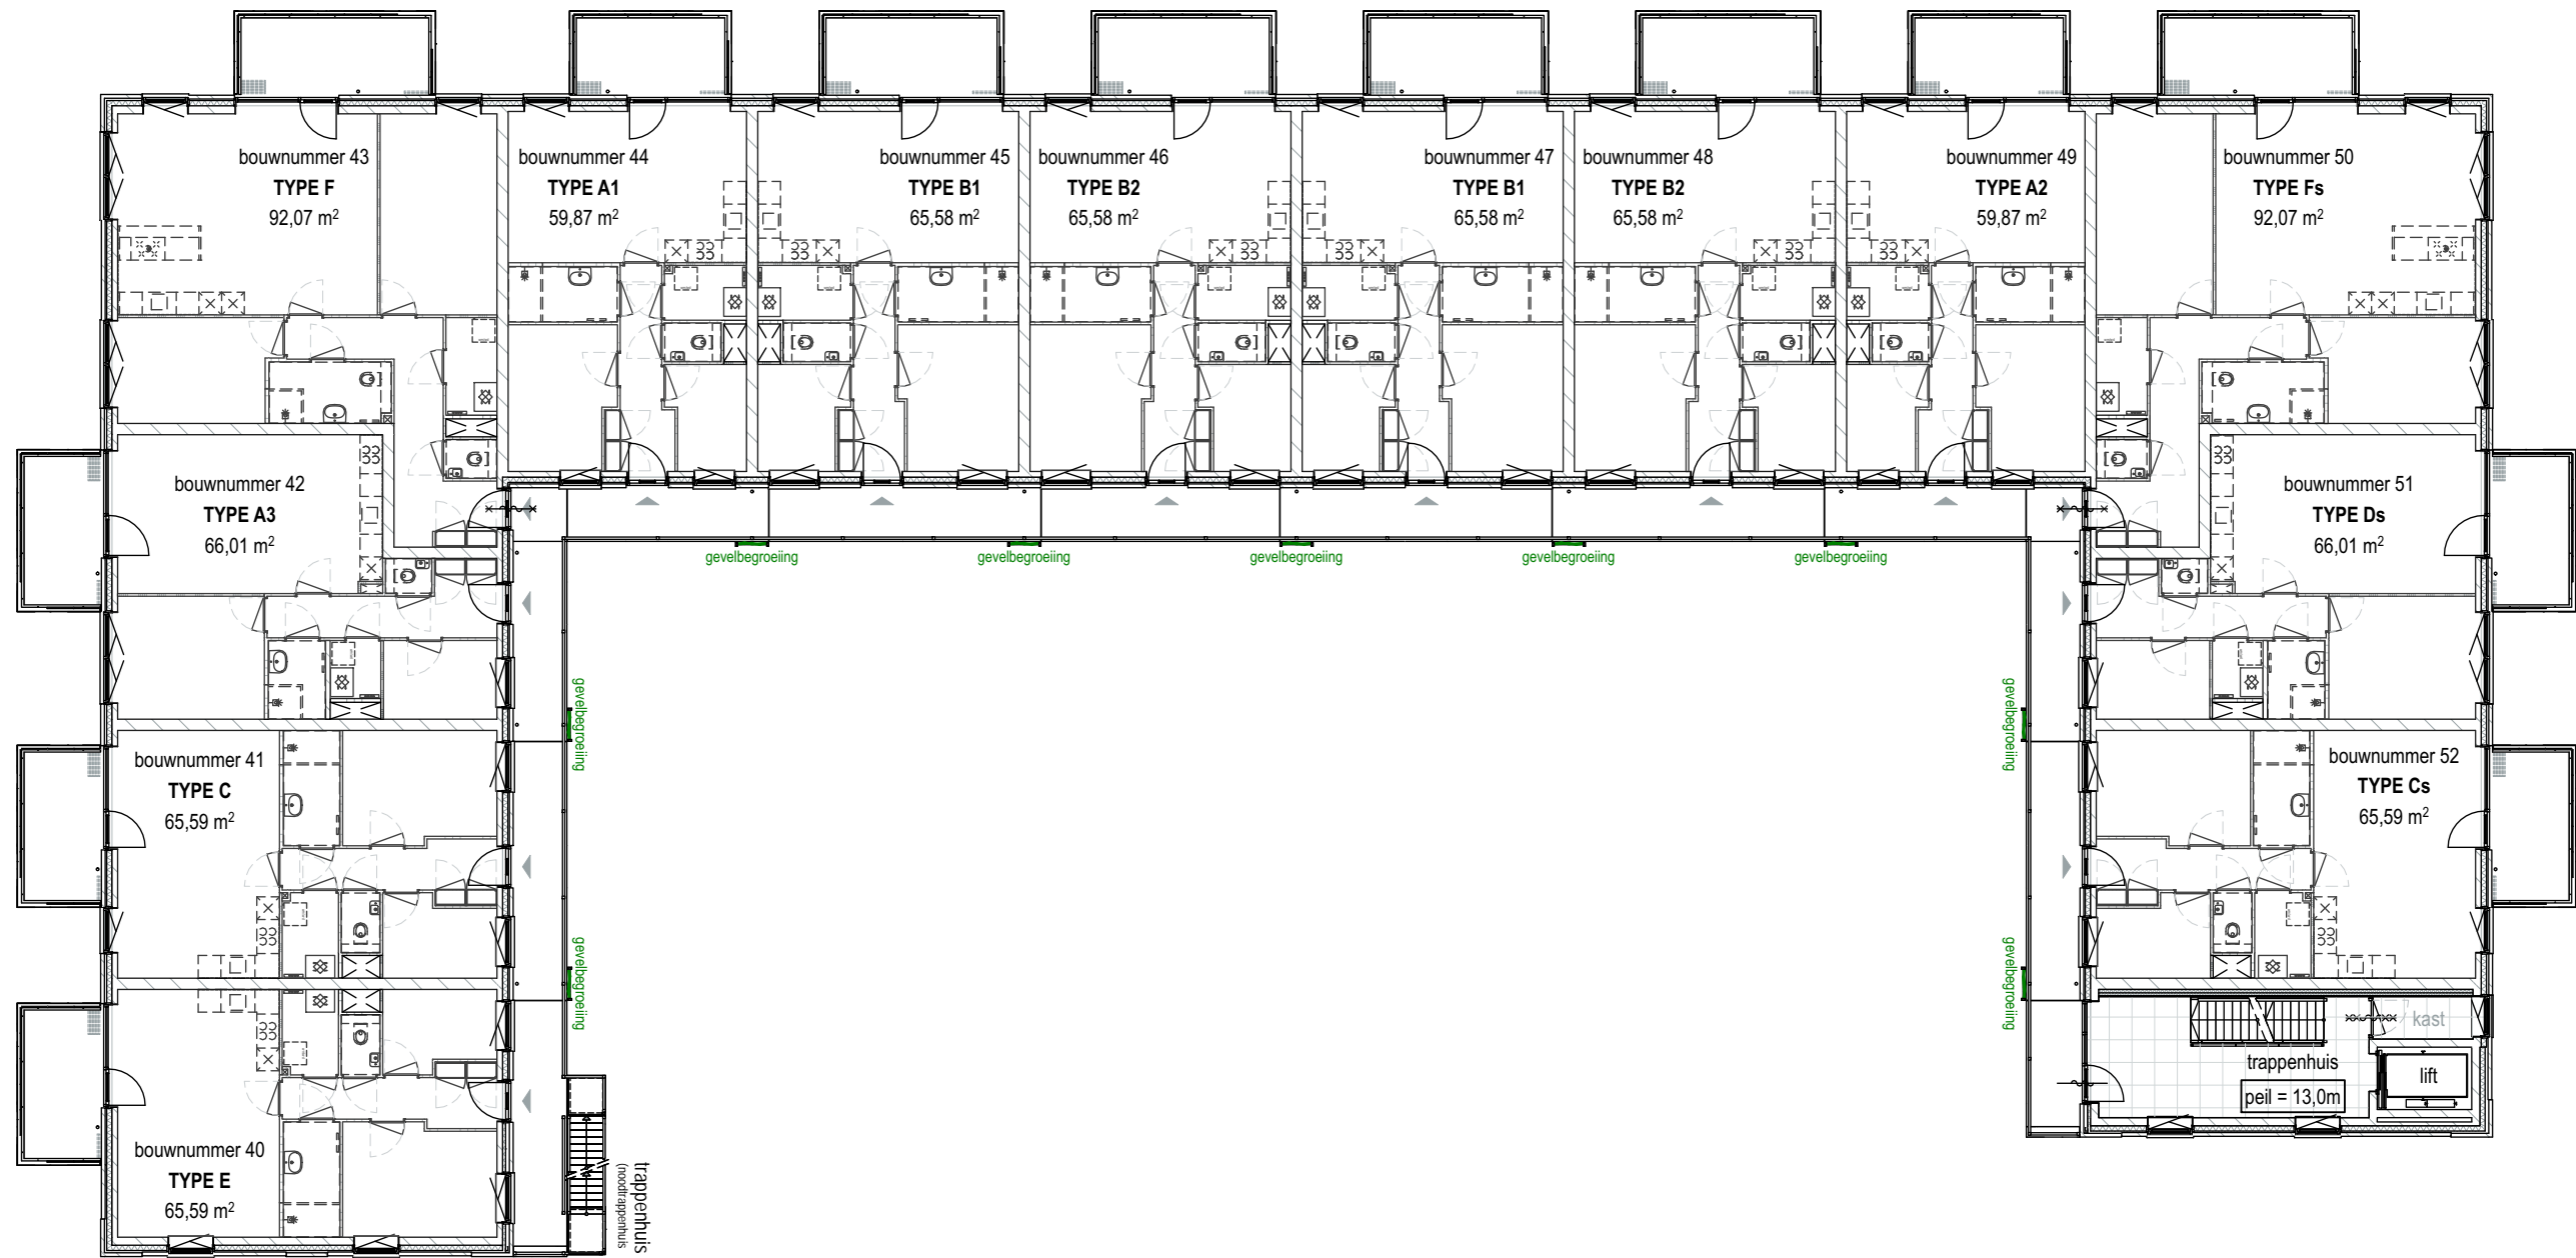 bouwnummer 43
TYPE F
92,07 m²
bouwnummer 44
TYPE A1
59,87 m²
bouwnummer 45
TYPE B1
65,58 m²
bouwnummer 46
TYPE B2
65,58 m²
bouwnummer 47
TYPE B1
65,58 m²
bouwnummer 48
TYPE B2
65,58 m²
bouwnummer 49
TYPE A2
59,87 m²
bouwnummer 50
TYPE Fs
92,07 m²
bouwnummer 42
TYPE A3
66,01 m²
bouwnummer 51
TYPE Ds
66,01 m²
gevelbegroeiing
gevelbegroeiing
gevelbegroeiing
gevelbegroeiing
gevelbegroeiing
gevelbegroeiing
gevelbegroeiing
bouwnummer 41
TYPE C
65,59 m²
bouwnummer 52
TYPE Cs
65,59 m²
gevelbegroeiing
gevelbegroeiing
kast
trappenhuis
peil = 13,0m
lift
bouwnummer 40
TYPE E
65,59 m²
trappenhuis
(noodtrappenhuis